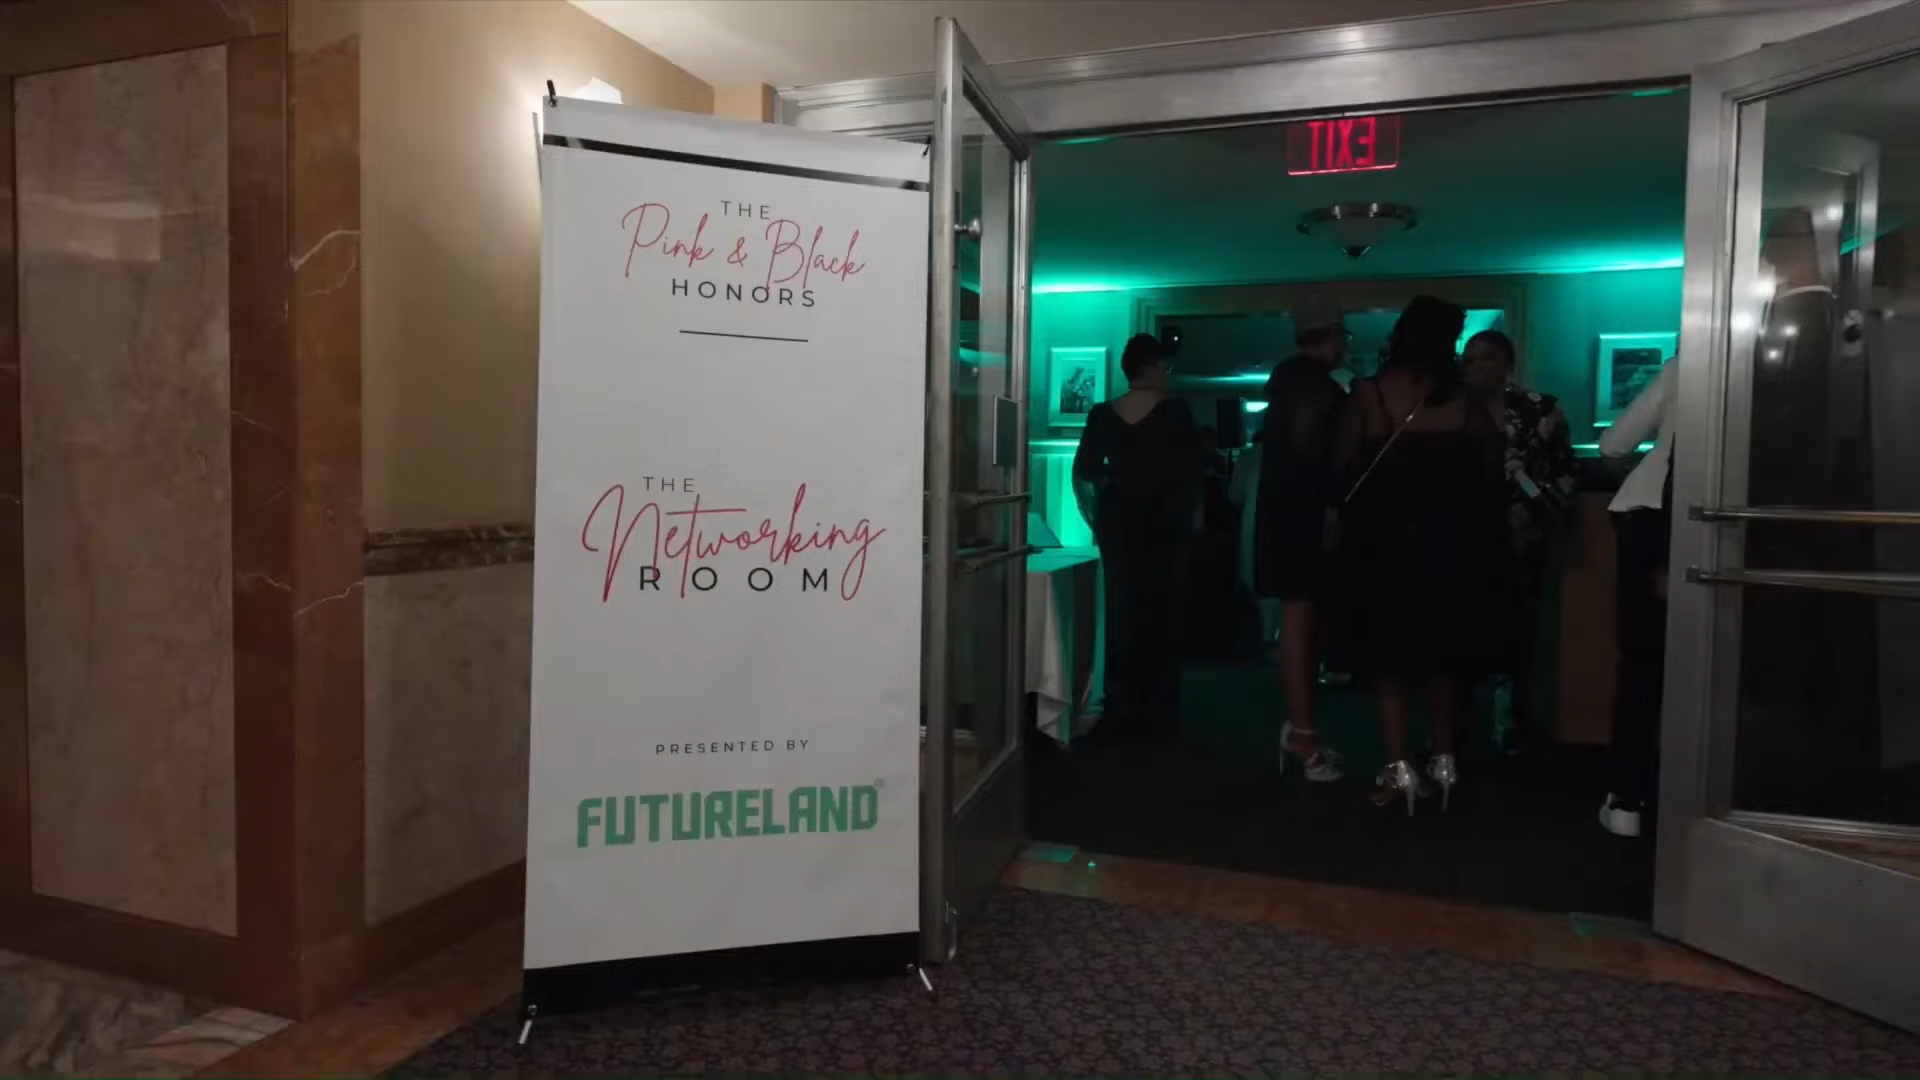 THE
Pink & Black
HONORS
THE
Networking
ROOM
PRESENTED BY
FUTURELAND®
EXIT